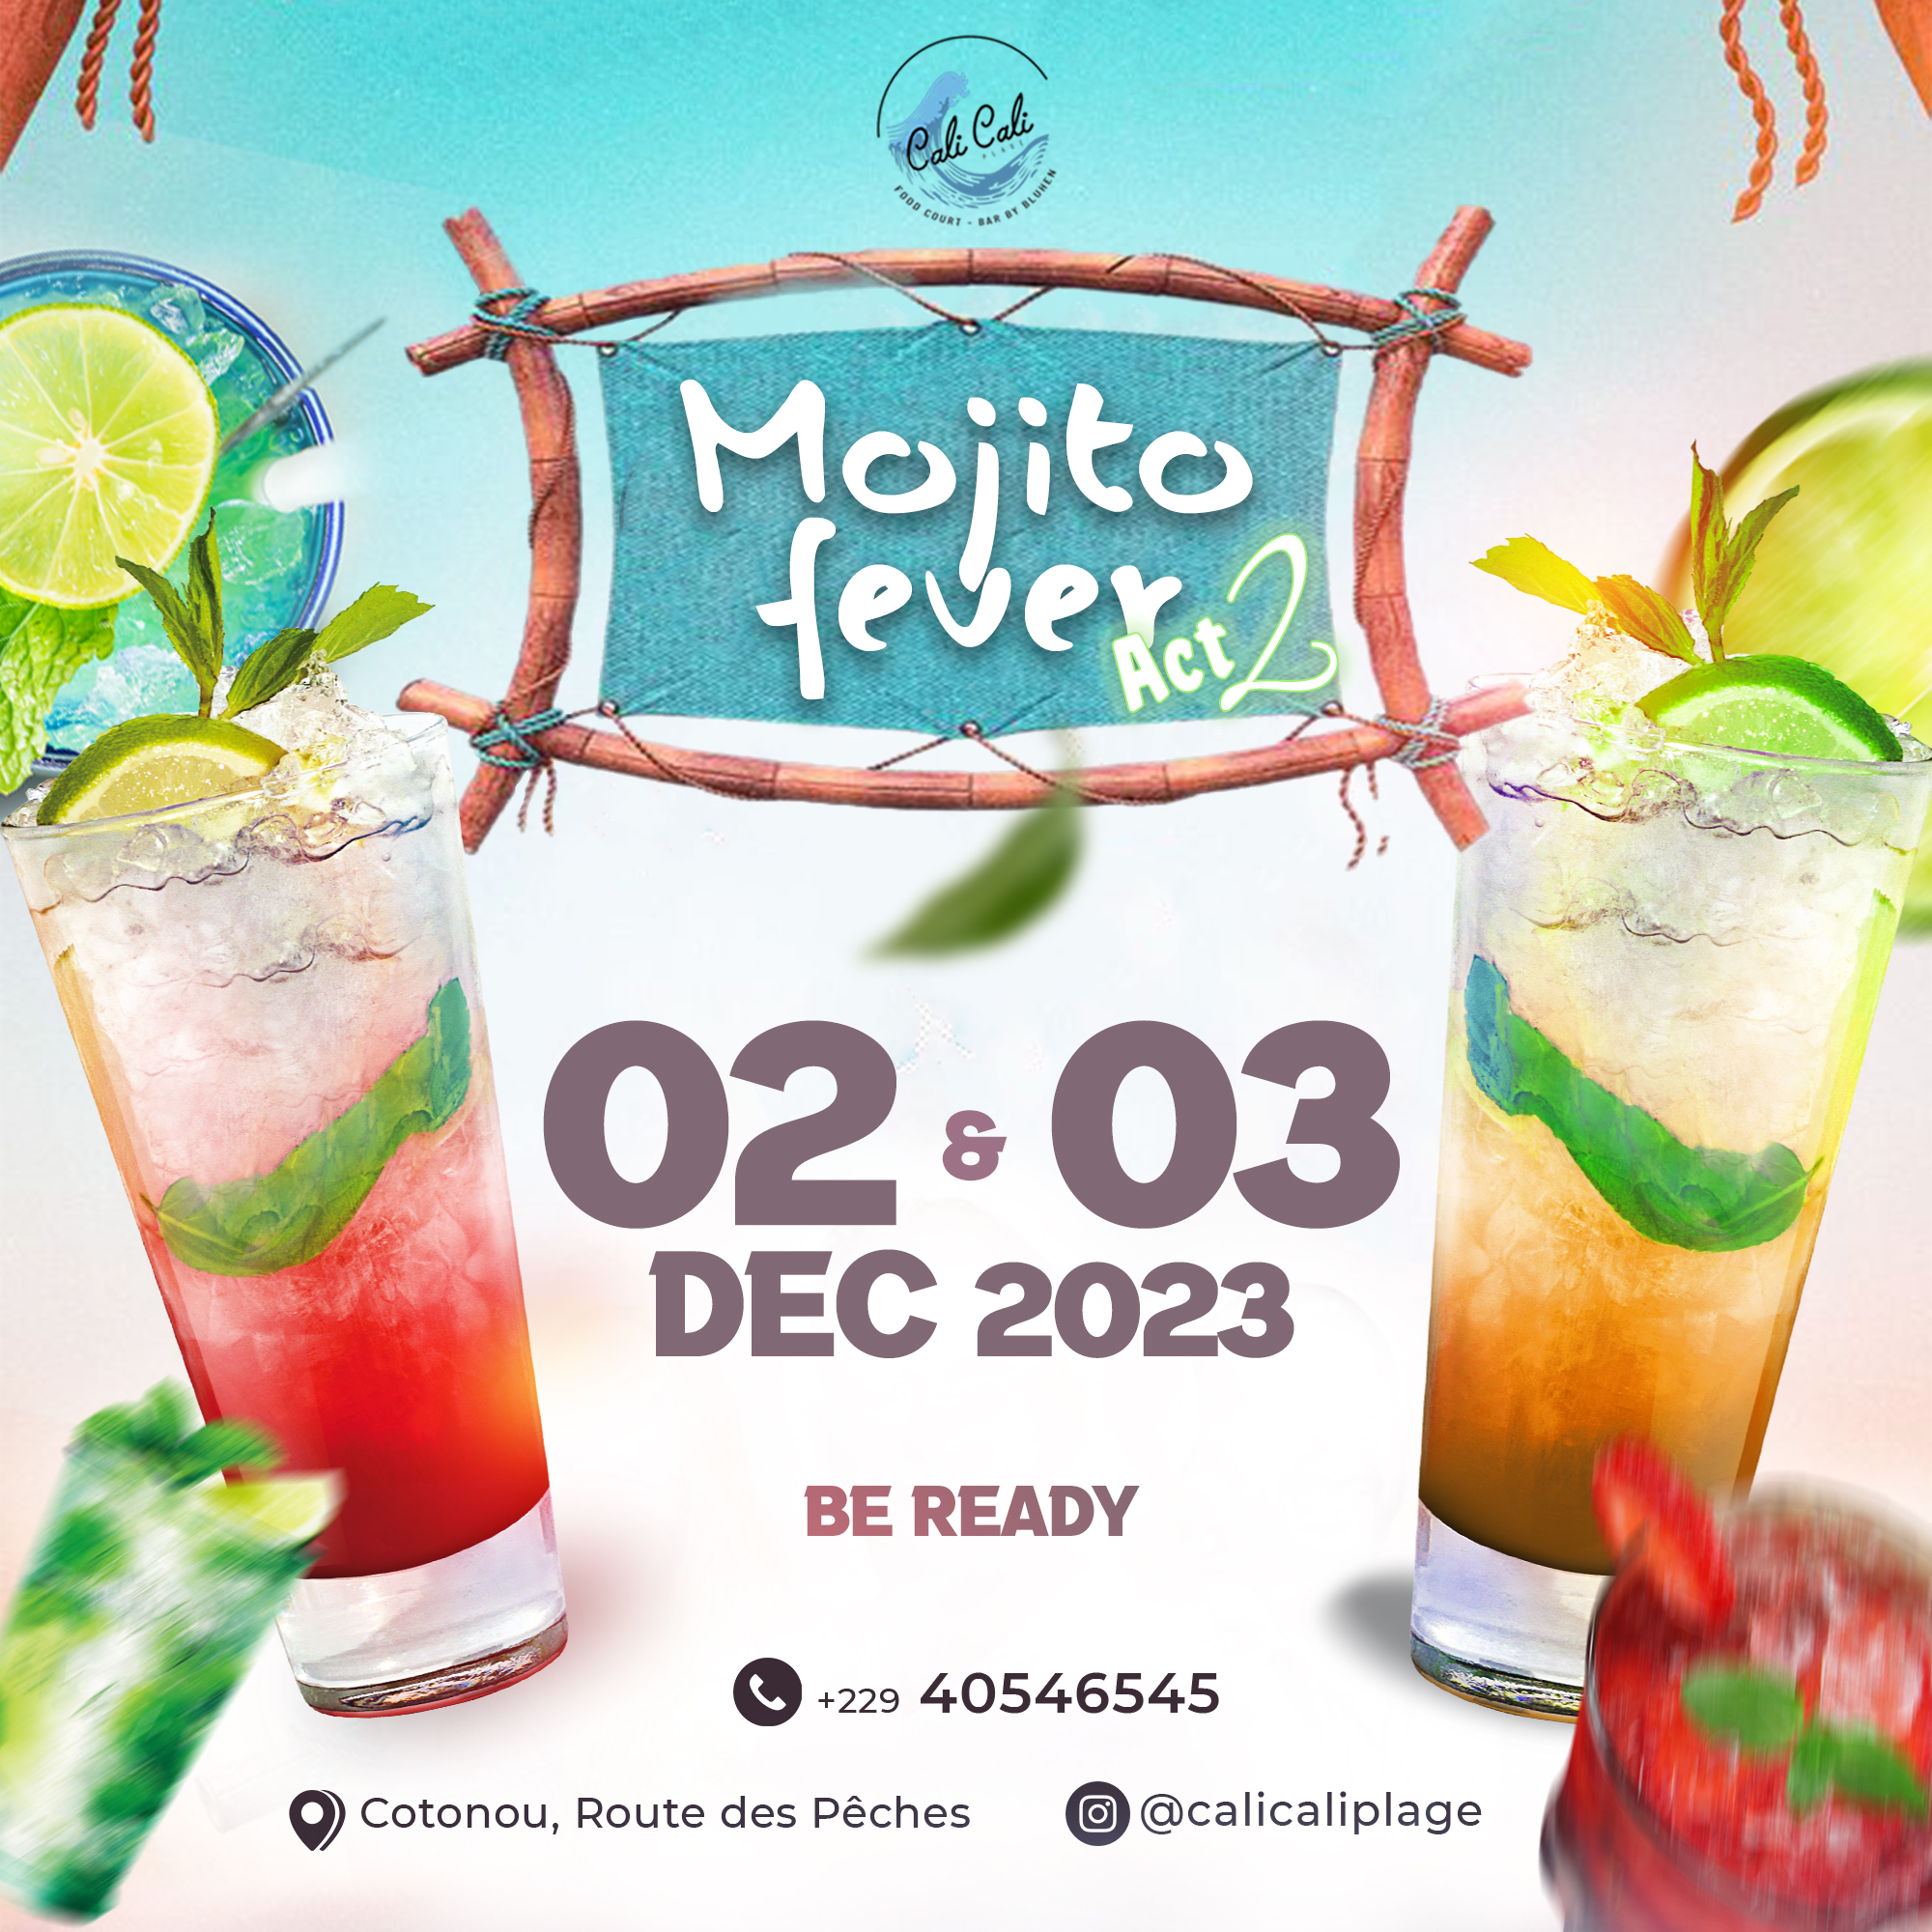 Cali Cali
PLAGE
FOOD COURT - BAR BY BLUHEN
Mojito
fever
Act 2
02 & 03
DEC 2023
BE READY
+229 40546545
Cotonou, Route des Pêches
@calicaliplage